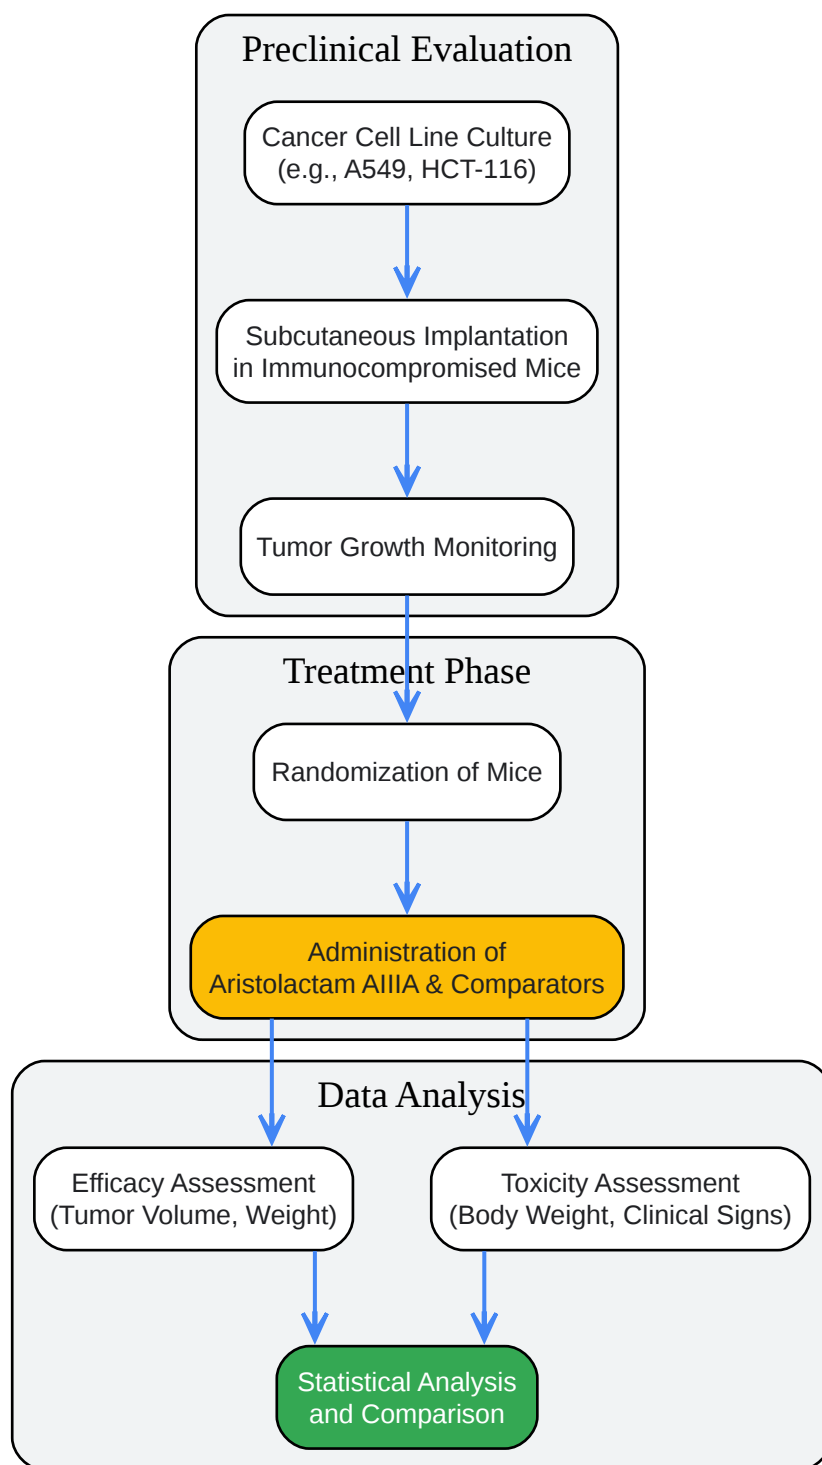 Preclinical Evaluation
Cancer Cell Line Culture
(e.g., A549, HCT-116)
Subcutaneous Implantation
in Immunocompromised Mice
Tumor Growth Monitoring
Treatment Phase
Randomization of Mice
Administration of
Aristolactam AIIIA & Comparators
Data Analysis
Efficacy Assessment
(Tumor Volume, Weight)
Toxicity Assessment
(Body Weight, Clinical Signs)
Statistical Analysis
and Comparison